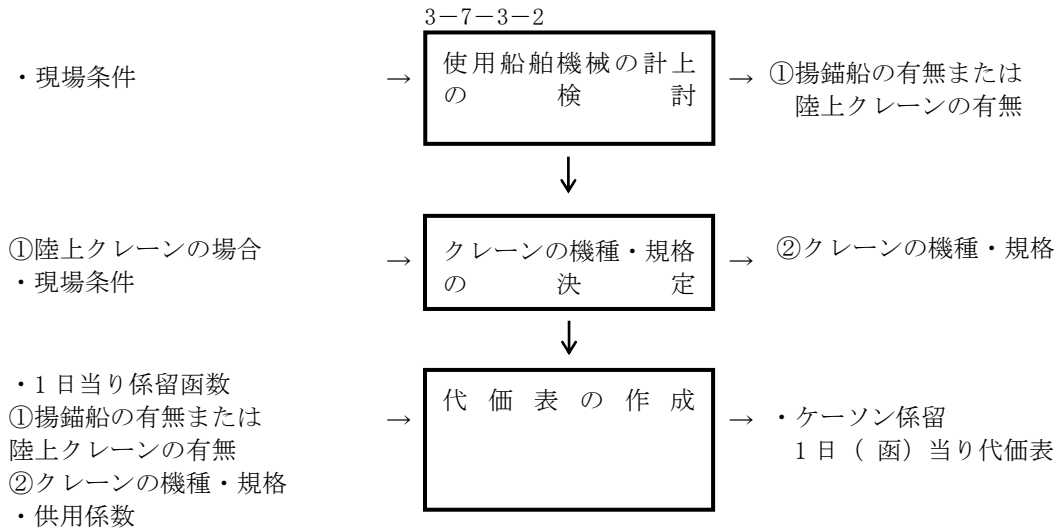 3－7－3－2
・現場条件
→
使用船舶機械の計上
の検討
→
①揚錨船の有無または
陸上クレーンの有無
↓
①陸上クレーンの場合
・現場条件
→
クレーンの機種・規格
の決定
→
②クレーンの機種・規格
↓
・1日当り係留函数
①揚錨船の有無または
陸上クレーンの有無
②クレーンの機種・規格
・供用係数
→
代価表の作成
→
・ケーソン係留
1日（ 函）当り代価表